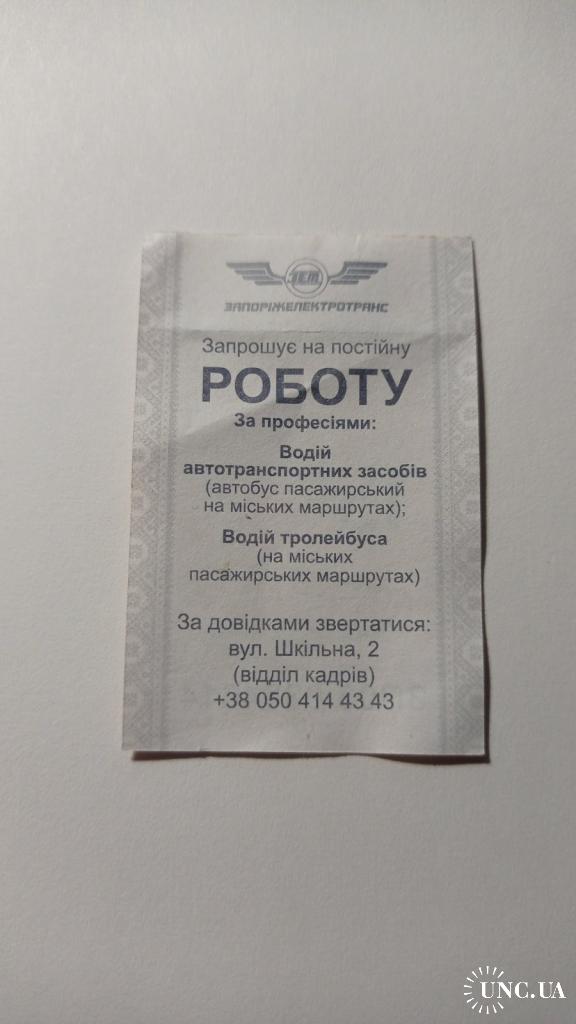 ЗЕТ
ЗАПОРІЖЕЛЕКТРОТРАНС
Запрошує на постійну
РОБОТУ
За професіями:
Водій
автотранспортних засобів
(автобус пасажирський
на міських маршрутах);
Водій тролейбуса
(на міських
пасажирських маршрутах)
За довідками звертатися:
вул. Шкільна, 2
(відділ кадрів)
+38 050 414 43 43
UNC.UA